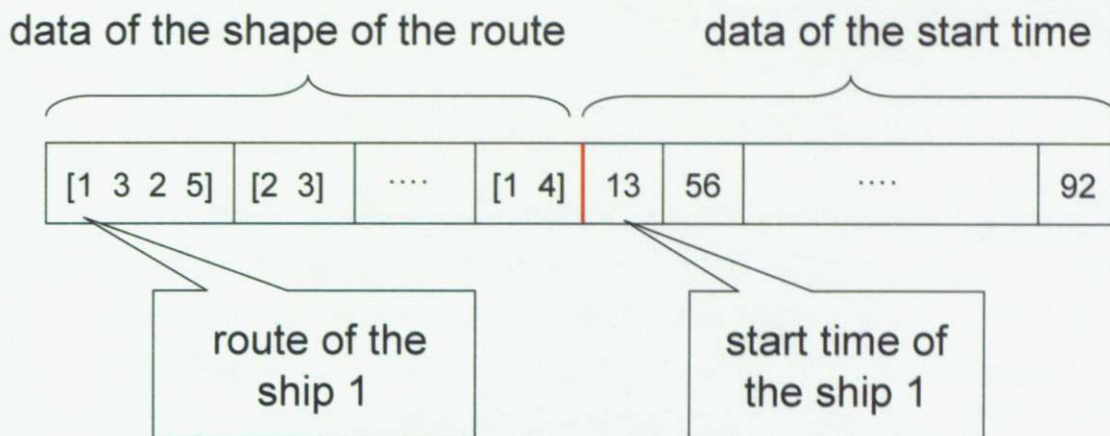 data of the shape of the route data of the start time
[1 3 2 5] [2 3] ···· [1 4] 13 56 ···· 92
route of the
ship 1
start time of
the ship 1